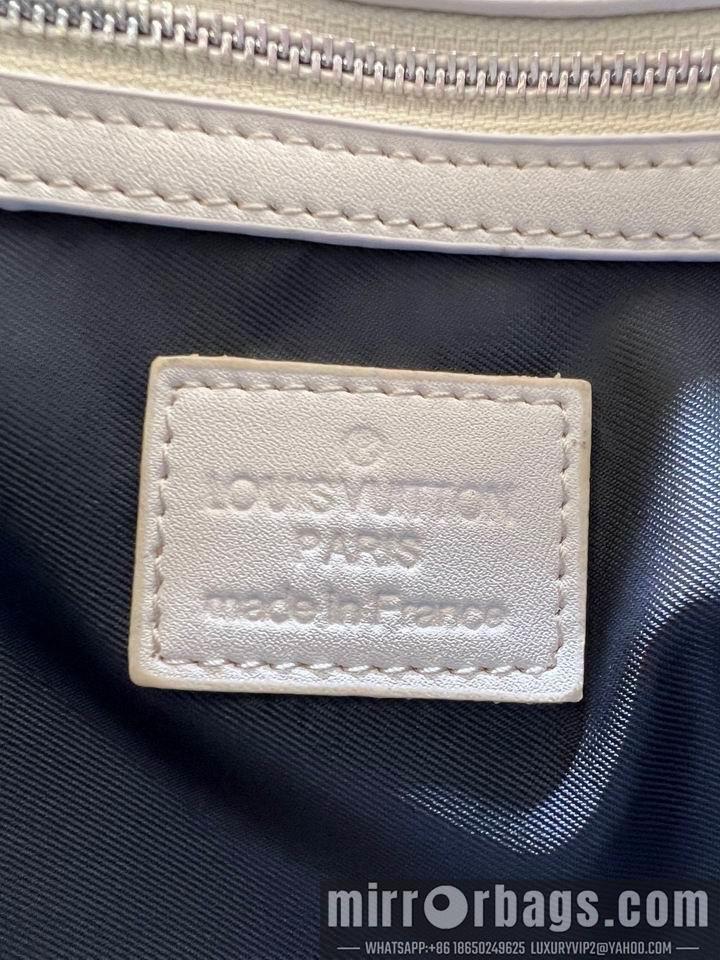 LOUIS VUITTON
PARIS
made in France
mirrorbags.com
WHATSAPP:+86 18650249625 LUXURYVIP2@YAHOO.COM